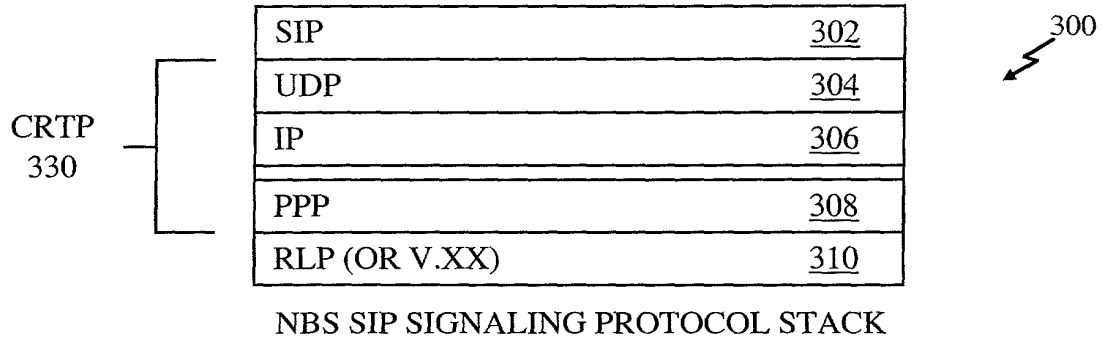 SIP 302
300
UDP 304
CRTP
330
IP 306
PPP 308
RLP (OR V.XX) 310
NBS SIP SIGNALING PROTOCOL STACK